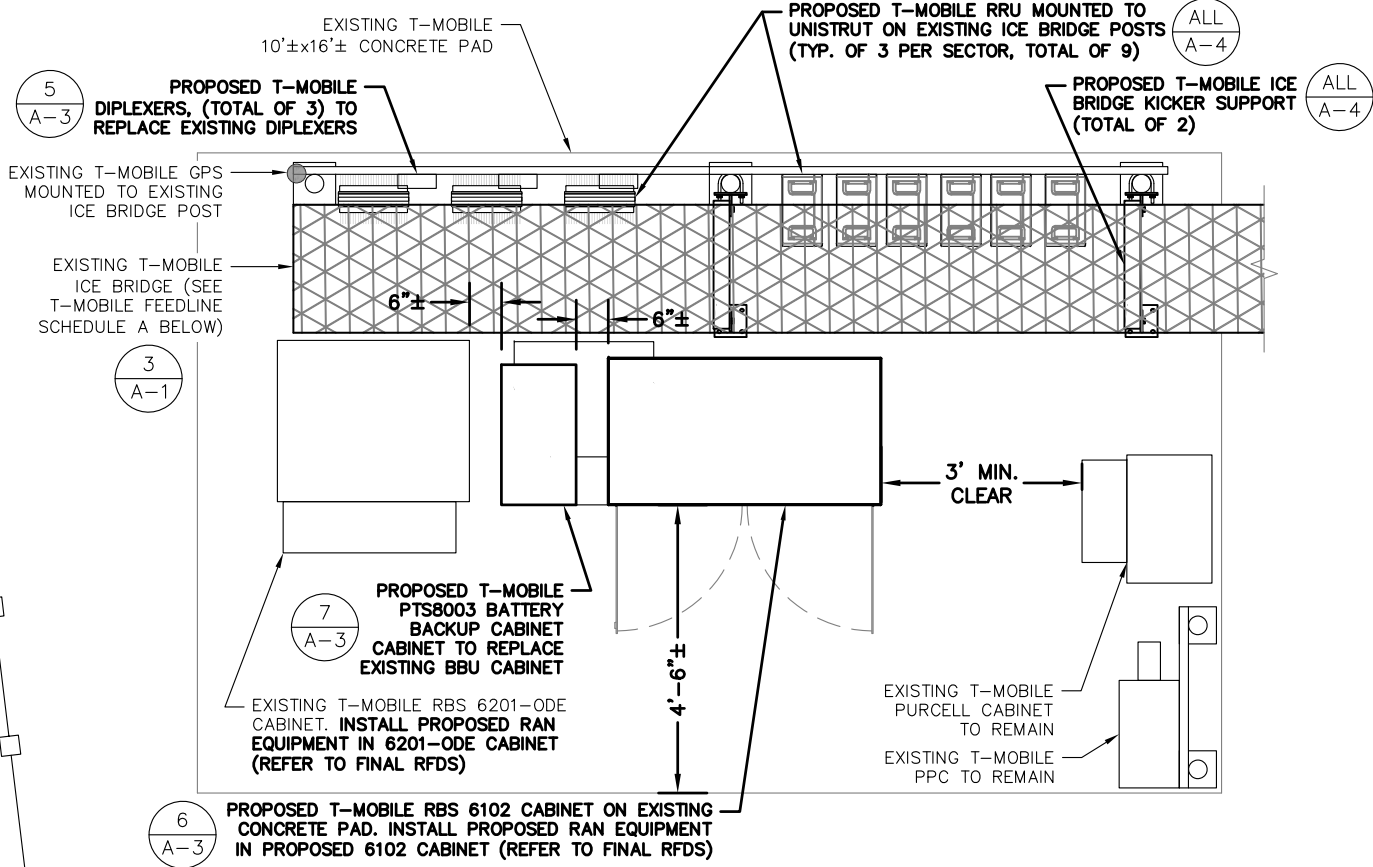 EXISTING T-MOBILE
10'±x16'± CONCRETE PAD
PROPOSED T-MOBILE RRU MOUNTED TO
UNISTRUT ON EXISTING ICE BRIDGE POSTS
(TYP. OF 3 PER SECTOR, TOTAL OF 9)
ALL
A-4
5
A-3
PROPOSED T-MOBILE
DIPLEXERS, (TOTAL OF 3) TO
REPLACE EXISTING DIPLEXERS
PROPOSED T-MOBILE ICE
BRIDGE KICKER SUPPORT
(TOTAL OF 2)
ALL
A-4
EXISTING T-MOBILE GPS
MOUNTED TO EXISTING
ICE BRIDGE POST
EXISTING T-MOBILE
ICE BRIDGE (SEE
T-MOBILE FEEDLINE
SCHEDULE A BELOW)
6"±
6"±
3
A-1
3' MIN.
CLEAR
7
A-3
PROPOSED T-MOBILE
PTS8003 BATTERY
BACKUP CABINET
CABINET TO REPLACE
EXISTING BBU CABINET
4'-6"±
EXISTING T-MOBILE RBS 6201-ODE
CABINET. INSTALL PROPOSED RAN
EQUIPMENT IN 6201-ODE CABINET
(REFER TO FINAL RFDS)
EXISTING T-MOBILE
PURCELL CABINET
TO REMAIN
EXISTING T-MOBILE
PPC TO REMAIN
6
A-3
PROPOSED T-MOBILE RBS 6102 CABINET ON EXISTING
CONCRETE PAD. INSTALL PROPOSED RAN EQUIPMENT
IN PROPOSED 6102 CABINET (REFER TO FINAL RFDS)